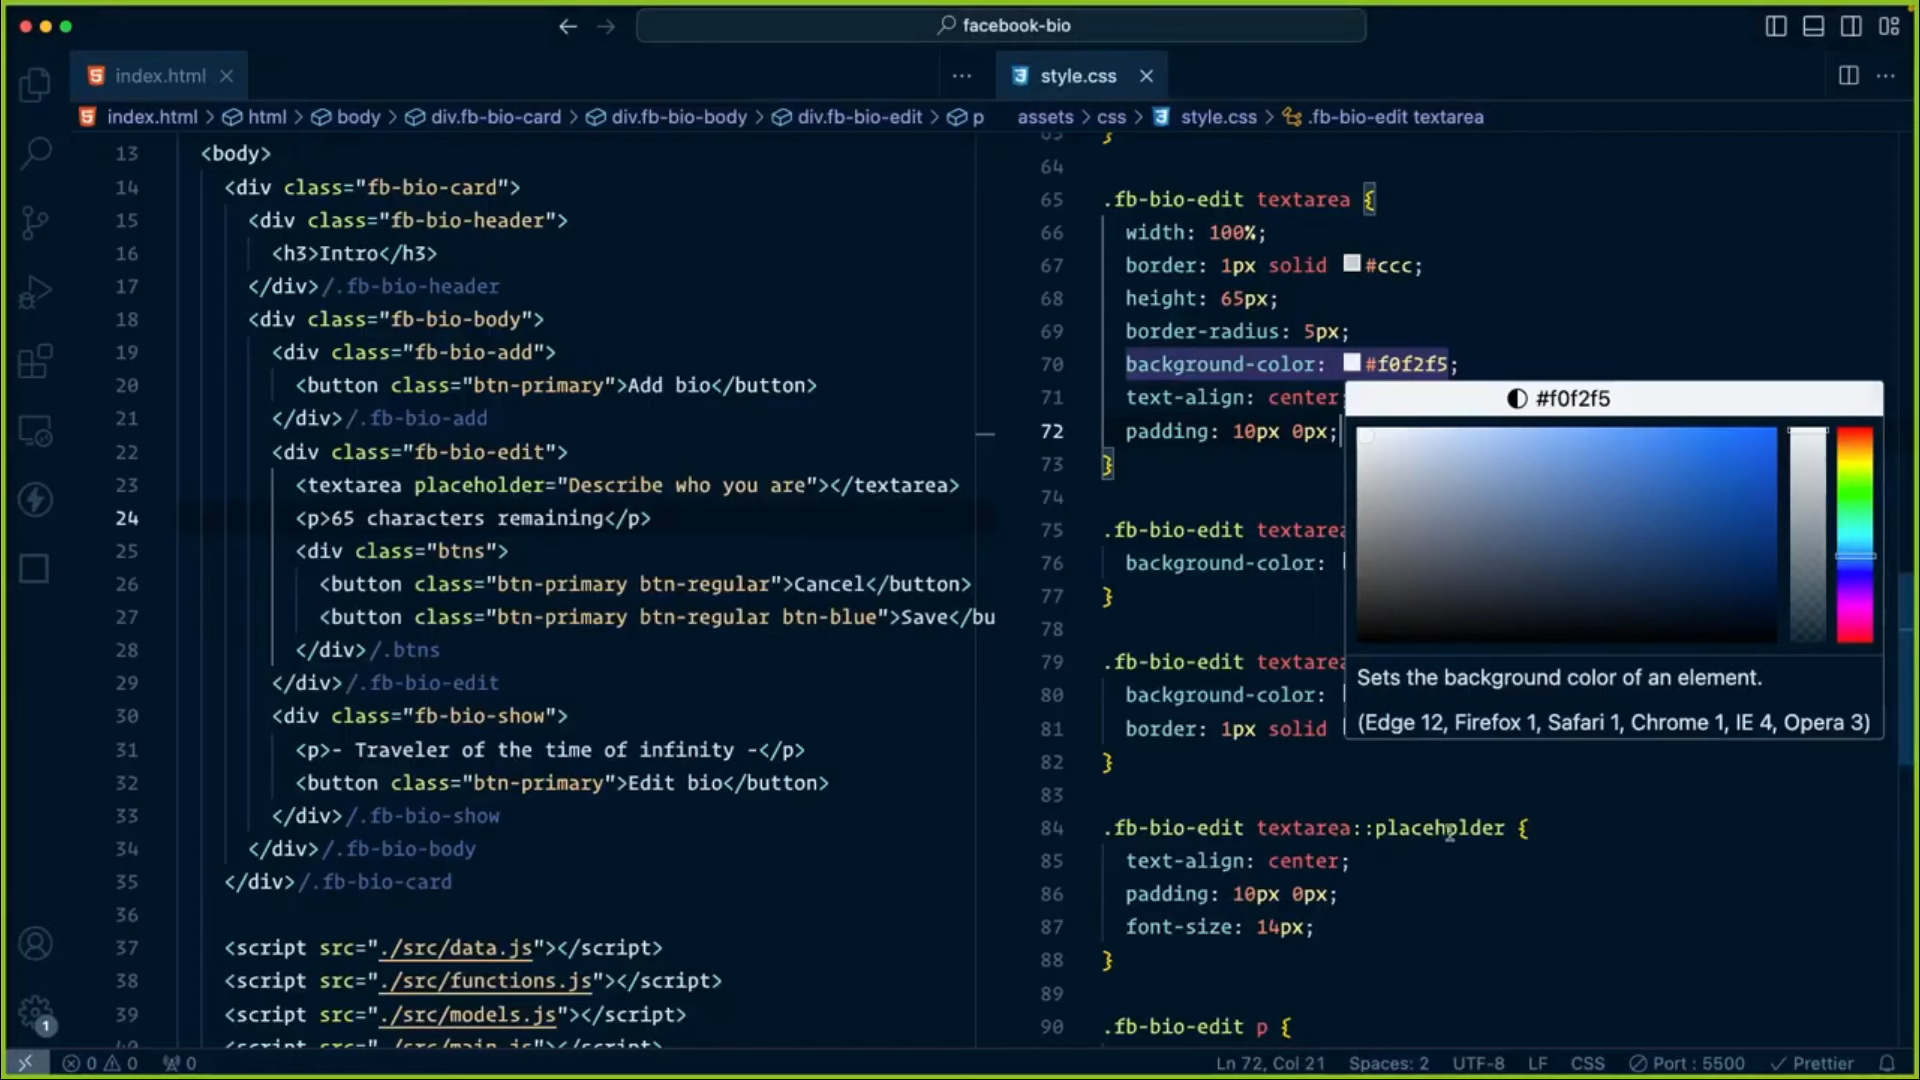 facebook-bio
index.html
style.css
index.html > html > body > div.fb-bio-card > div.fb-bio-body > div.fb-bio-edit > p
assets > css > style.css > .fb-bio-edit textarea
13 <body>
14 <div class="fb-bio-card">
15 <div class="fb-bio-header">
16 <h3>Intro</h3>
17 </div>/.fb-bio-header
18 <div class="fb-bio-body">
19 <div class="fb-bio-add">
20 <button class="btn-primary">Add bio</button>
21 </div>/.fb-bio-add
22 <div class="fb-bio-edit">
23 <textarea placeholder="Describe who you are"></textarea>
24 <p>65 characters remaining</p>
25 <div class="btns">
26 <button class="btn-primary btn-regular">Cancel</button>
27 <button class="btn-primary btn-regular btn-blue">Save</bu
28 </div>/.btns
29 </div>/.fb-bio-edit
30 <div class="fb-bio-show">
31 <p>- Traveler of the time of infinity -</p>
32 <button class="btn-primary">Edit bio</button>
33 </div>/.fb-bio-show
34 </div>/.fb-bio-body
35 </div>/.fb-bio-card
36
37 <script src="./src/data.js"></script>
38 <script src="./src/functions.js"></script>
39 <script src="./src/models.js"></script>
40 <script src="./src/main.js"></script>
63 }
64
65 .fb-bio-edit textarea {
66 width: 100%;
67 border: 1px solid #ccc;
68 height: 65px;
69 border-radius: 5px;
70 background-color: #f0f2f5;
71 text-align: center;
72 padding: 10px 0px;
73 }
74
75 .fb-bio-edit textarea
76 background-color:
77 }
78
79 .fb-bio-edit textarea
80 background-color:
81 border: 1px solid
82 }
83
84 .fb-bio-edit textarea::placeholder {
85 text-align: center;
86 padding: 10px 0px;
87 font-size: 14px;
88 }
89
90 .fb-bio-edit p {
#f0f2f5
Sets the background color of an element.
(Edge 12, Firefox 1, Safari 1, Chrome 1, IE 4, Opera 3)
1
0 0 0
Ln 72, Col 21 Spaces: 2 UTF-8 LF CSS Port : 5500 Prettier